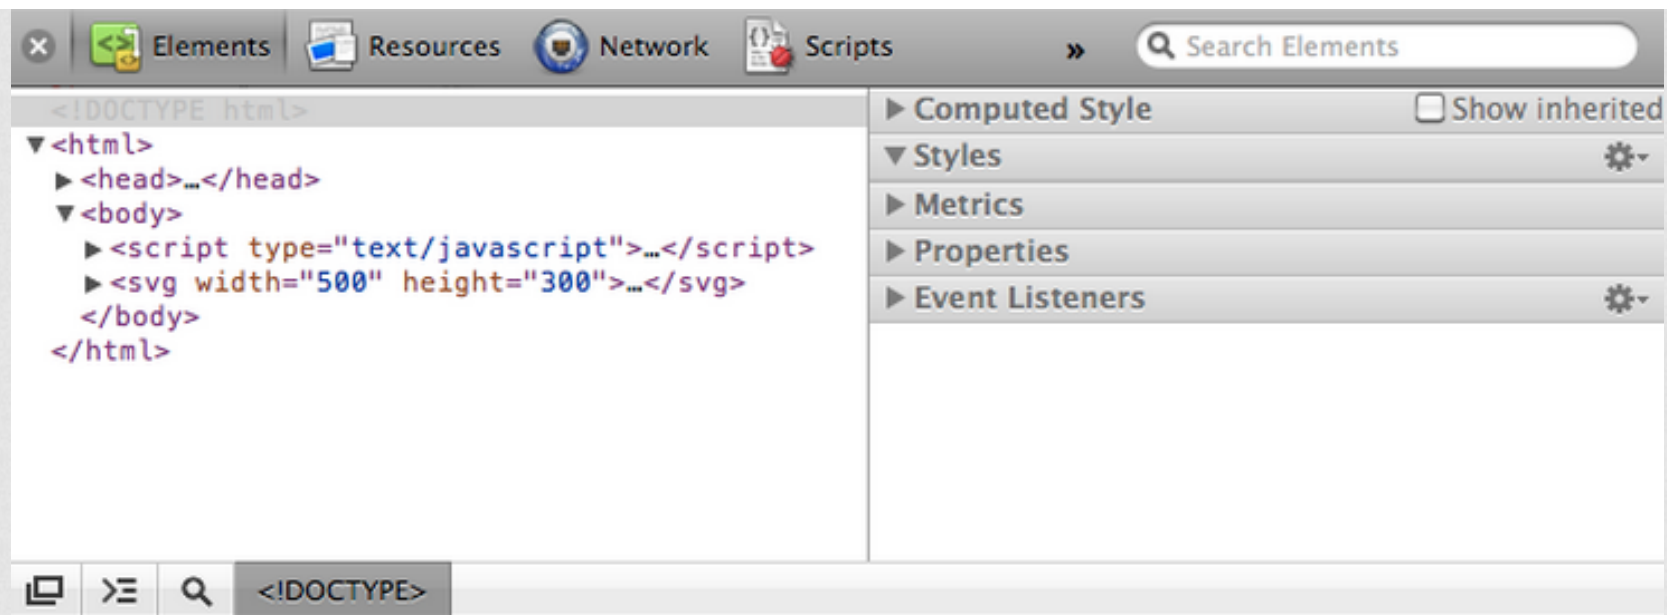 Elements Resources Network Scripts » Search Elements
<!DOCTYPE html>
▼<html>
▶<head>…</head>
▼<body>
▶<script type="text/javascript">…</script>
▶<svg width="500" height="300">…</svg>
</body>
</html>
▶ Computed Style Show inherited
▼ Styles
▶ Metrics
▶ Properties
▶ Event Listeners
<!DOCTYPE>